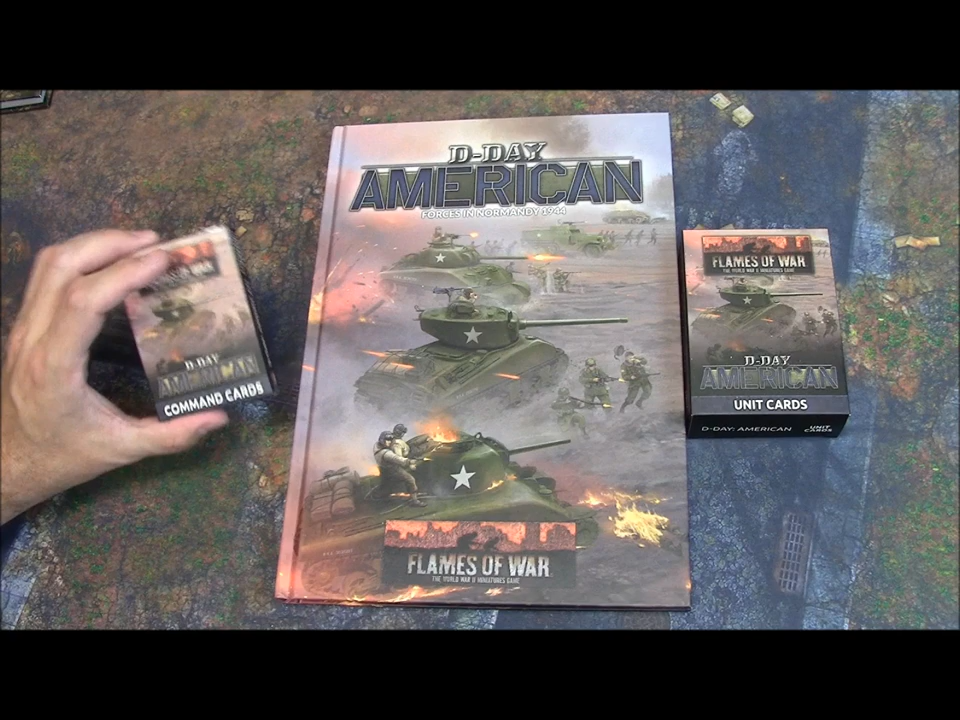 D-DAY
AMERICAN
FORCES IN NORMANDY 1944
FLAMES OF WAR
THE WORLD WAR II MINIATURES GAME
D-DAY
AMERICAN
COMMAND CARDS
FLAMES OF WAR
THE WORLD WAR II MINIATURES GAME
D-DAY
AMERICAN
UNIT CARDS
D-DAY: AMERICAN
UNIT
CARDS